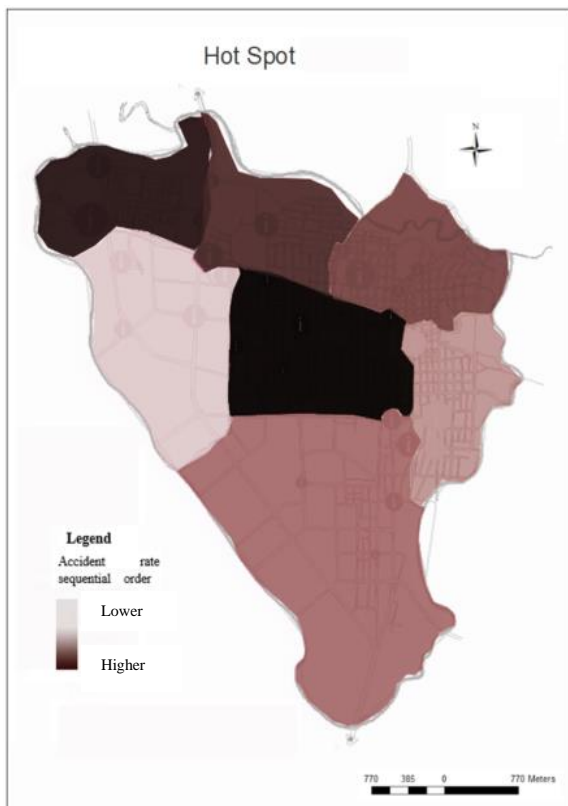 Hot Spot
N
Legend
Accident rate
sequential order
Lower
Higher
770 385 0 770 Meters